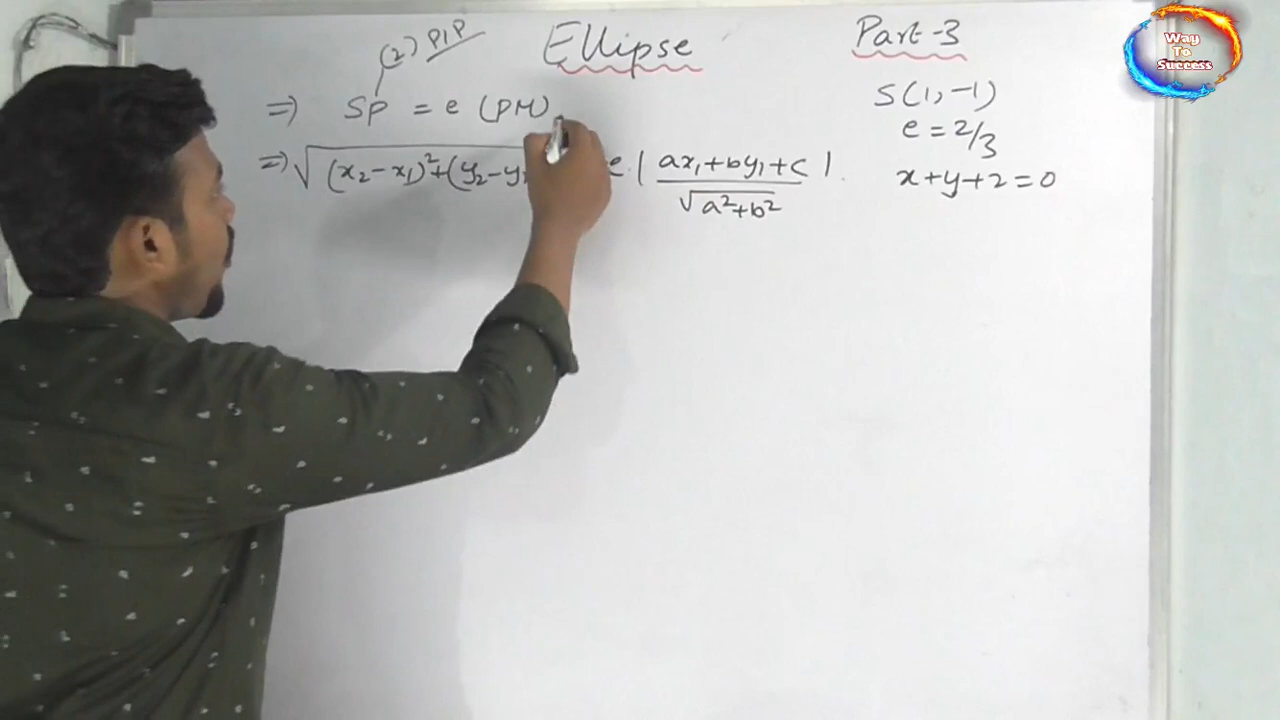 Ellipse
Part-3
(2) PIP
⇒) SP = e (PM)
⇒) √(x₂-x₁)²+(y₂-y e. | ax₁+by₁+c / √a²+b² |.
S(1,-1)
e = 2/3
x+y+2=0
Way
To
Success